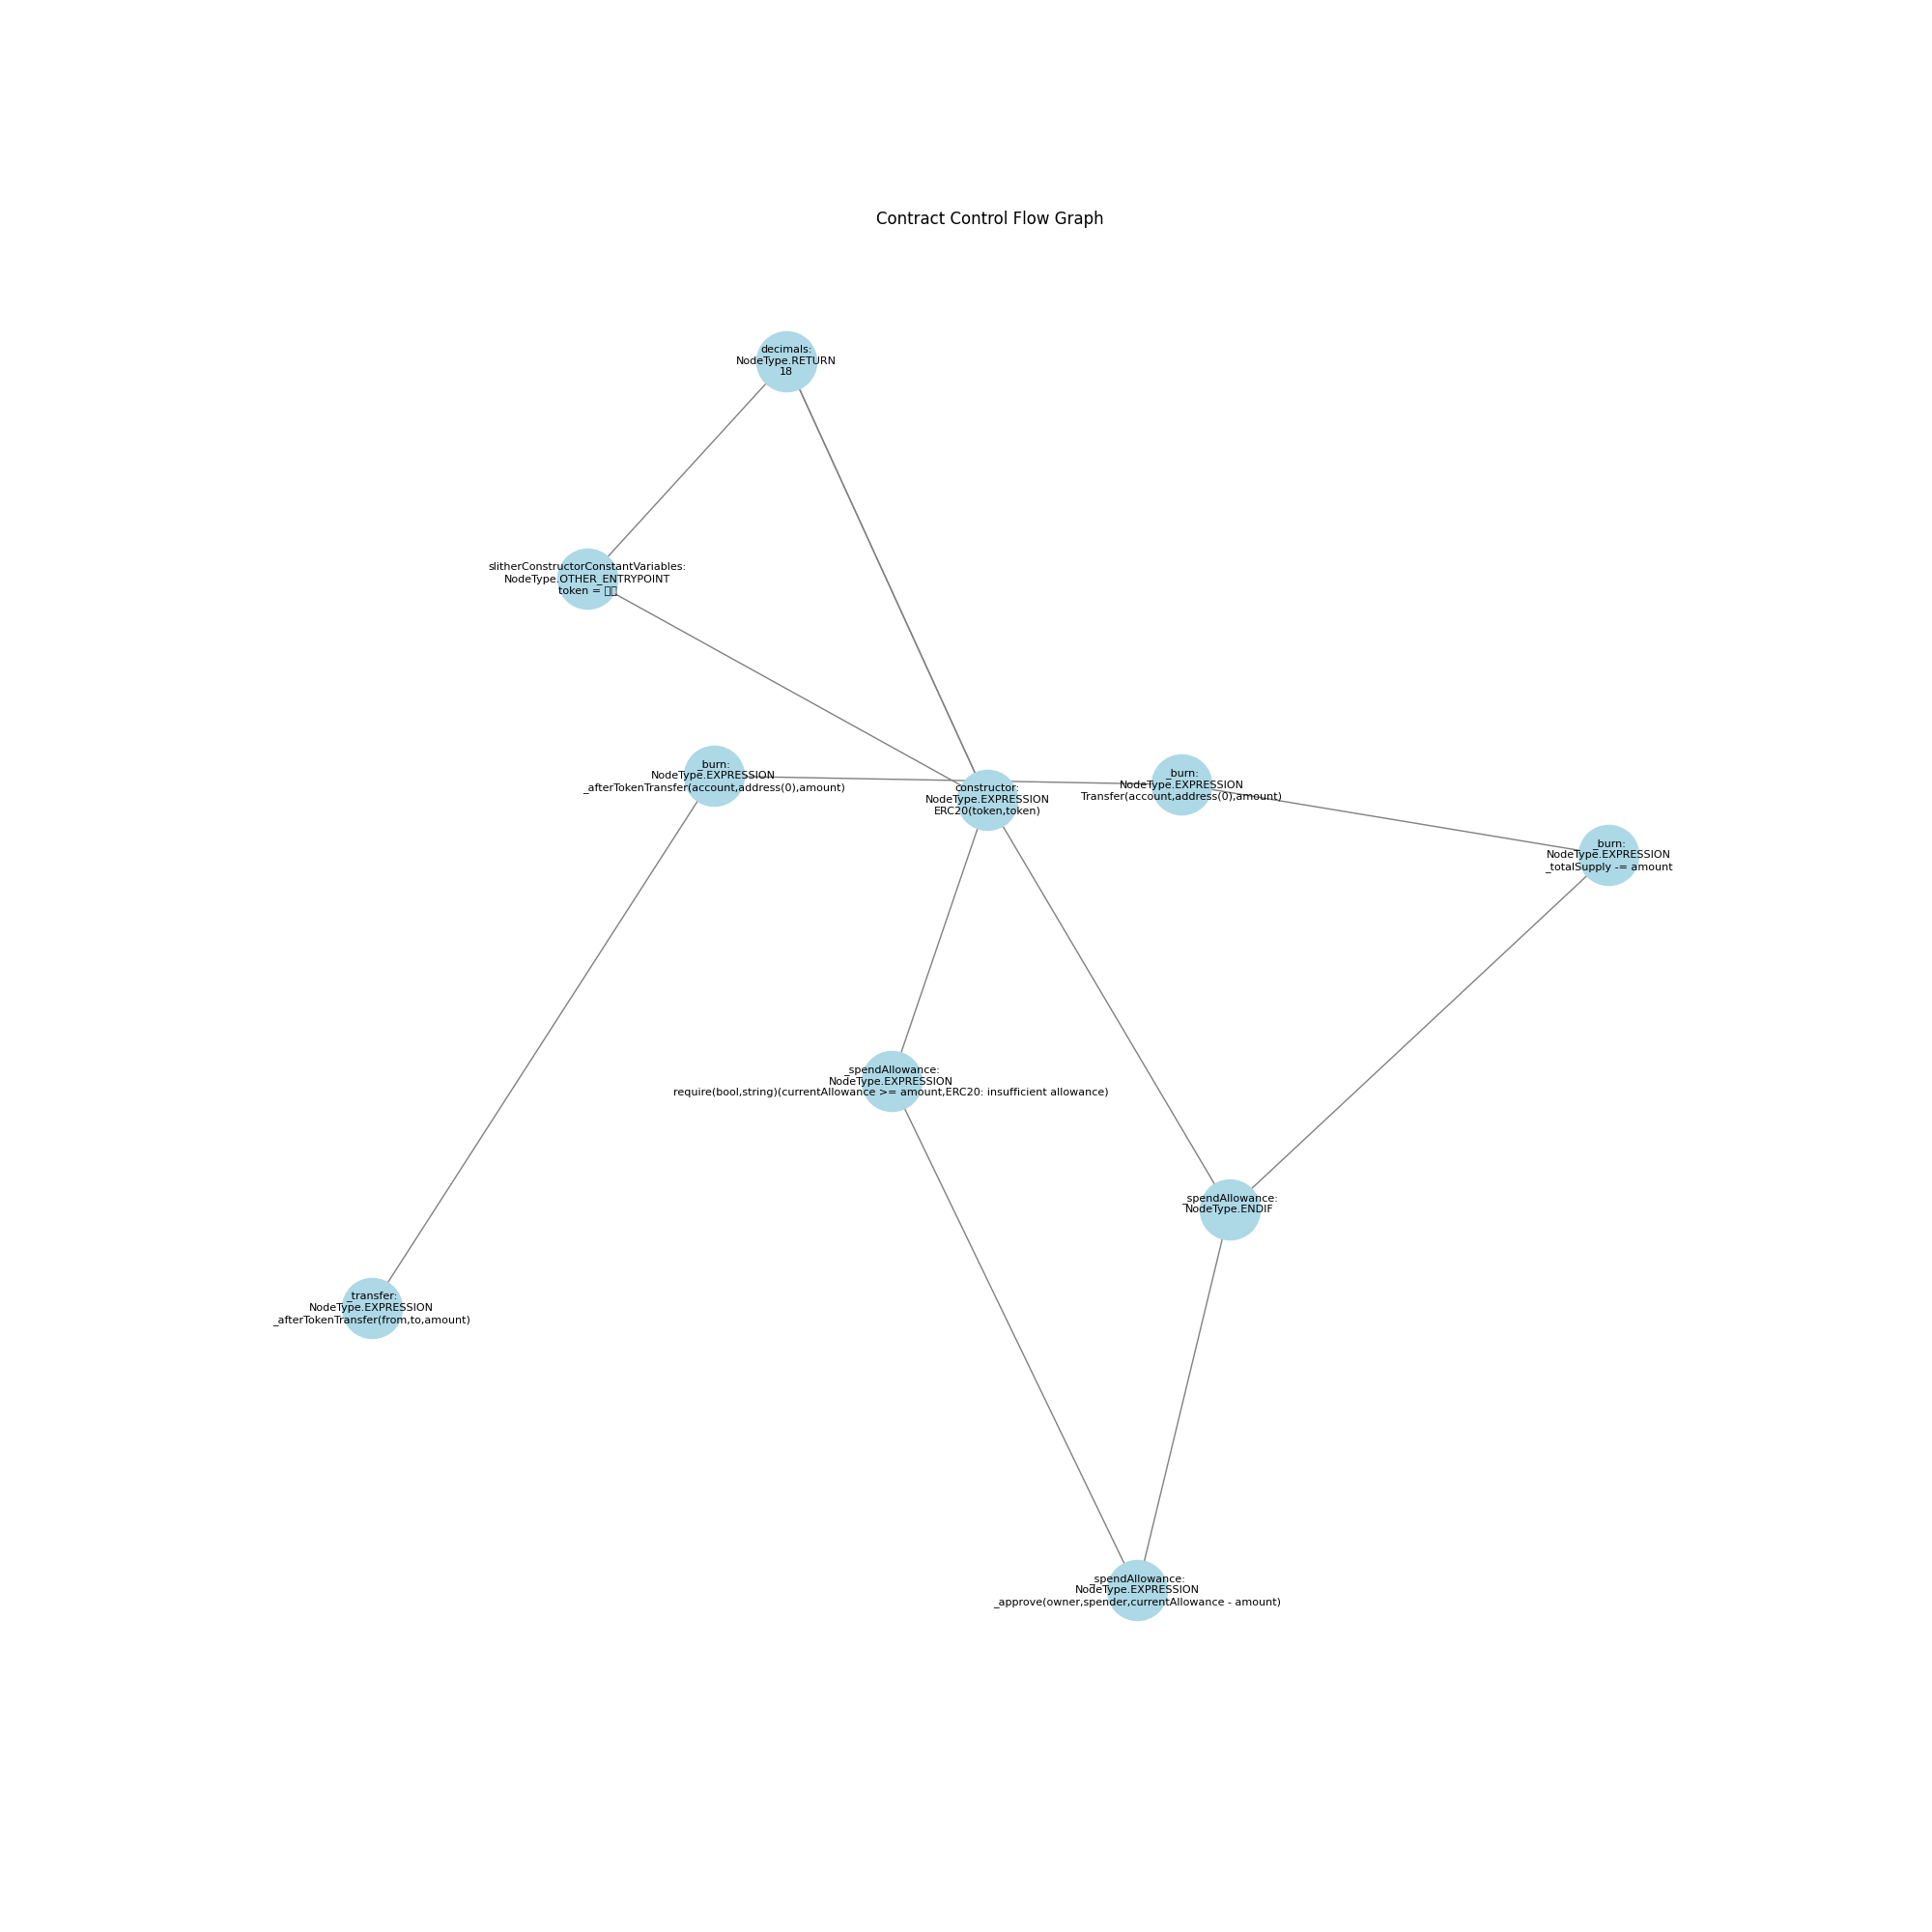 Contract Control Flow Graph
decimals:
NodeType.RETURN
18
slitherConstructorConstantVariables:
NodeType.OTHER_ENTRYPOINT
token =
_burn:
NodeType.EXPRESSION
_afterTokenTransfer(account,address(0),amount)
constructor:
NodeType.EXPRESSION
ERC20(token,token)
_burn:
NodeType.EXPRESSION
Transfer(account,address(0),amount)
_burn:
NodeType.EXPRESSION
_totalSupply -= amount
_spendAllowance:
NodeType.EXPRESSION
require(bool,string)(currentAllowance >= amount,ERC20: insufficient allowance)
_spendAllowance:
NodeType.ENDIF
_transfer:
NodeType.EXPRESSION
_afterTokenTransfer(from,to,amount)
_spendAllowance:
NodeType.EXPRESSION
_approve(owner,spender,currentAllowance - amount)